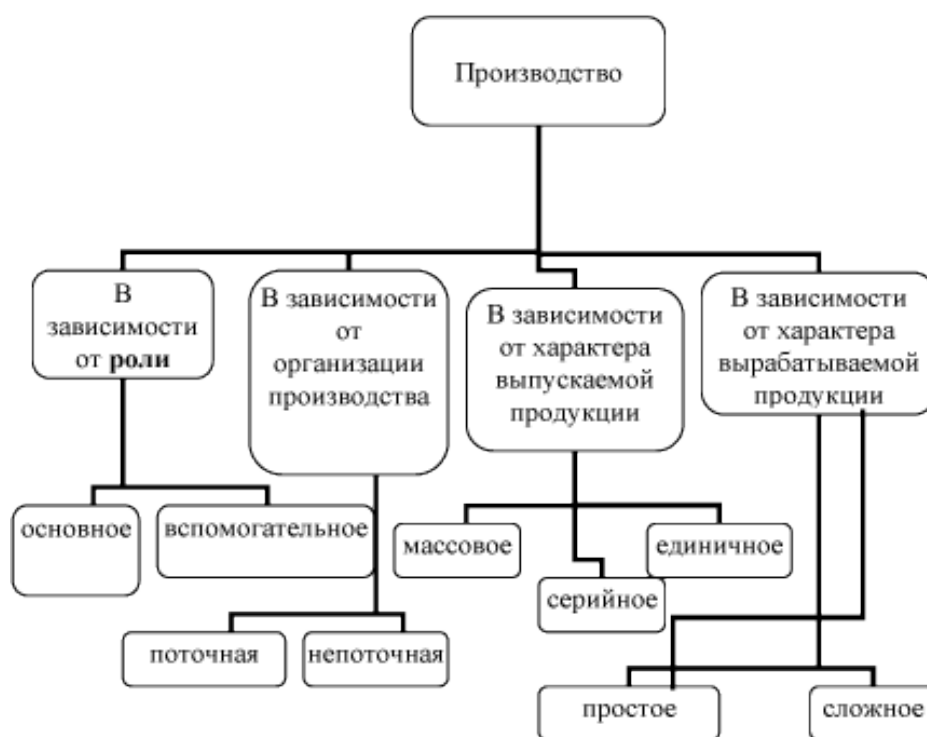 Производство
В
зависимости
от роли
В зависимости
от
организации
производства
В зависимости
от характера
выпускаемой
продукции
В зависимости
от характера
вырабатываемой
продукции
основное
вспомогательное
массовое
единичное
серийное
поточная
непоточная
простое
сложное